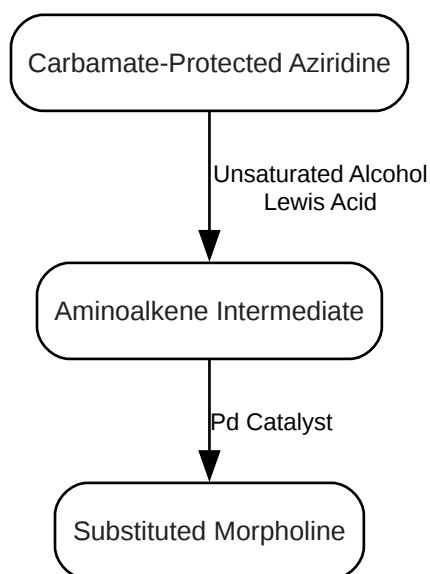 Carbamate-Protected Aziridine
Unsaturated Alcohol
Lewis Acid
Aminoalkene Intermediate
Pd Catalyst
Substituted Morpholine